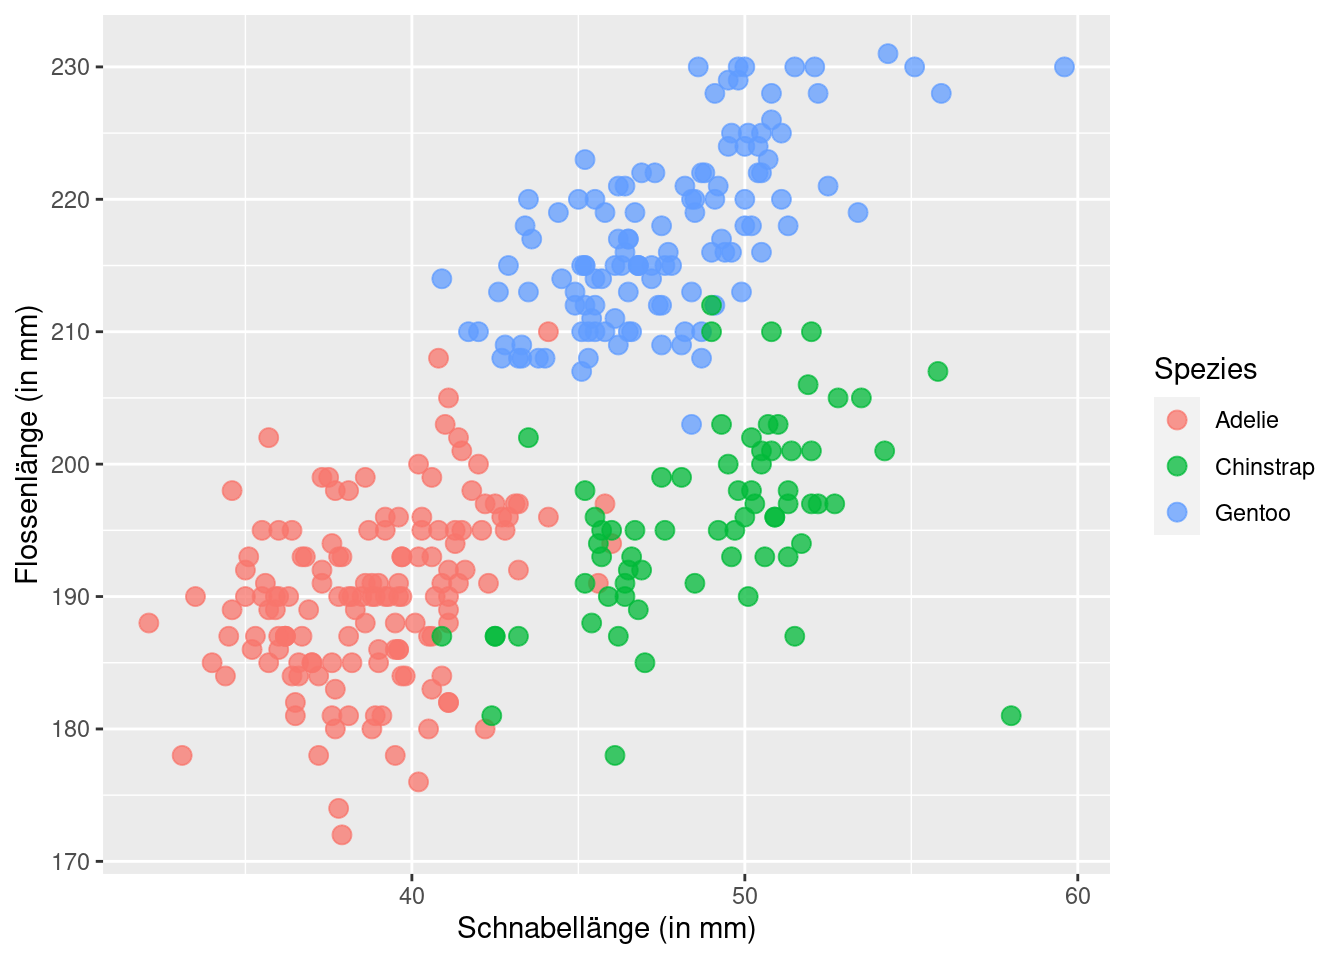 Flossenlänge (in mm)
230
220
210
200
190
180
170
40
50
60
Schnabellänge (in mm)
Spezies
Adelie
Chinstrap
Gentoo